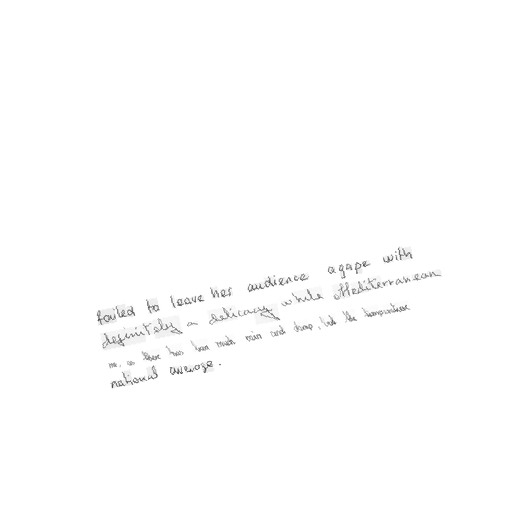 failed to leave her audience agape with
definitely a delicacy while Mediterranean
me, as there has been much rain and damp, but the temperature
national average.